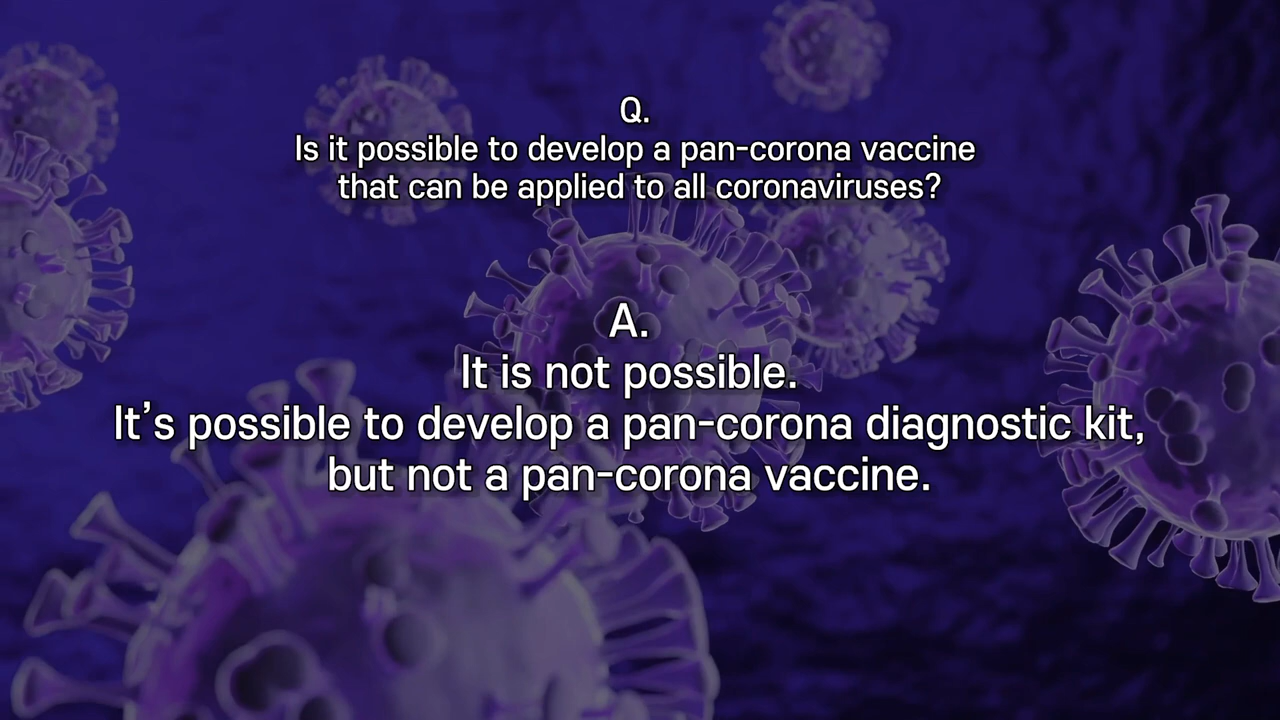 Q.
Is it possible to develop a pan-corona vaccine
that can be applied to all coronaviruses?
A.
It is not possible.
It’s possible to develop a pan-corona diagnostic kit,
but not a pan-corona vaccine.